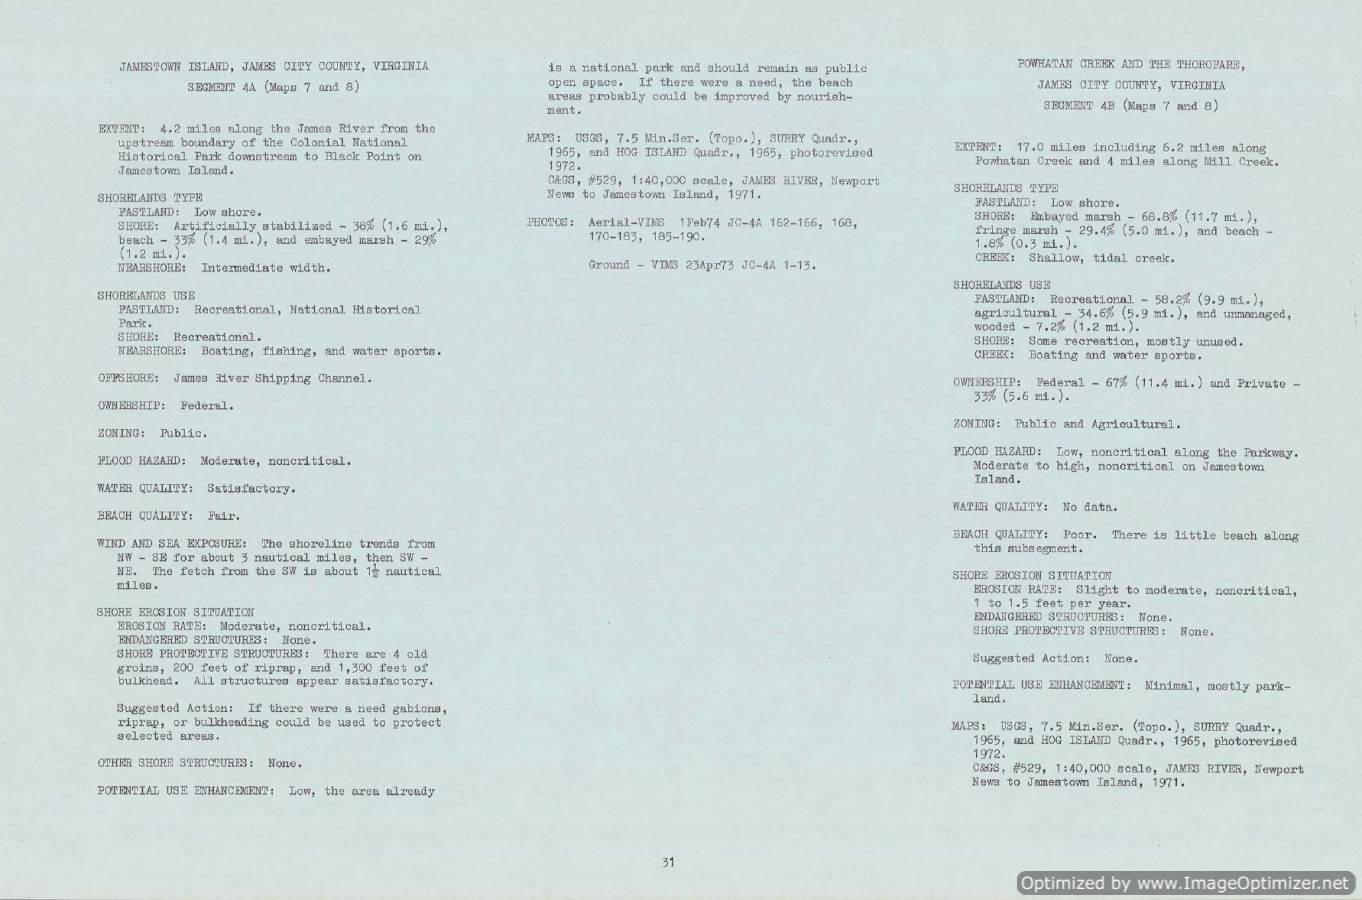 JAMESTOWN ISLAND, JAMES CITY COUNTY, VIRGINIA
SEGMENT 4A (Maps 7 and 8)
EXTENT: 4.2 miles along the James River from the
upstream boundary of the Colonial National
Historical Park downstream to Black Point on
Jamestown Island.
SHORELANDS TYPE
FASTLAND: Low shore.
SHORE: Artificially stabilized - 38% (1.6 mi.),
beach - 33% (1.4 mi.), and embayed marsh - 29%
(1.2 mi.).
NEARSHORE: Intermediate width.
SHORELANDS USE
FASTLAND: Recreational, National Historical
Park.
SHORE: Recreational.
NEARSHORE: Boating, fishing, and water sports.
OFFSHORE: James River Shipping Channel.
OWNERSHIP: Federal.
ZONING: Public.
FLOOD HAZARD: Moderate, noncritical.
WATER QUALITY: Satisfactory.
BEACH QUALITY: Fair.
WIND AND SEA EXPOSURE: The shoreline trends from
NW - SE for about 3 nautical miles, then SW -
NE. The fetch from the SW is about 1½ nautical
miles.
SHORE EROSION SITUATION
EROSION RATE: Moderate, noncritical.
ENDANGERED STRUCTURES: None.
SHORE PROTECTIVE STRUCTURES: There are 4 old
groins, 200 feet of riprap, and 1,300 feet of
bulkhead. All structures appear satisfactory.
Suggested Action: If there were a need gabions,
riprap, or bulkheading could be used to protect
selected areas.
OTHER SHORE STRUCTURES: None.
POTENTIAL USE ENHANCEMENT: Low, the area already
is a national park and should remain as public
open space. If there were a need, the beach
areas probably could be improved by nourish-
ment.
MAPS: USGS, 7.5 Min.Ser. (Topo.), SURRY Quadr.,
1965, and HOG ISLAND Quadr., 1965, photorevised
1972.
C&GS, #529, 1:40,000 scale, JAMES RIVER, Newport
News to Jamestown Island, 1971.
PHOTOS: Aerial-VIMS 1Feb74 JC-4A 162-166, 168,
170-183, 185-190.
Ground - VIMS 23Apr73 JC-4A 1-13.
POWHATAN CREEK AND THE THOROFARE,
JAMES CITY COUNTY, VIRGINIA
SEGMENT 4B (Maps 7 and 8)
EXTENT: 17.0 miles including 6.2 miles along
Powhatan Creek and 4 miles along Mill Creek.
SHORELANDS TYPE
FASTLAND: Low shore.
SHORE: Embayed marsh - 68.8% (11.7 mi.),
fringe marsh - 29.4% (5.0 mi.), and beach -
1.8% (0.3 mi.).
CREEK: Shallow, tidal creek.
SHORELANDS USE
FASTLAND: Recreational - 58.2% (9.9 mi.),
agricultural - 34.6% (5.9 mi.), and unmanaged,
wooded - 7.2% (1.2 mi.).
SHORE: Some recreation, mostly unused.
CREEK: Boating and water sports.
OWNERSHIP: Federal - 67% (11.4 mi.) and Private -
33% (5.6 mi.).
ZONING: Public and Agricultural.
FLOOD HAZARD: Low, noncritical along the Parkway.
Moderate to high, noncritical on Jamestown
Island.
WATER QUALITY: No data.
BEACH QUALITY: Poor. There is little beach along
this subsegment.
SHORE EROSION SITUATION
EROSION RATE: Slight to moderate, noncritical,
1 to 1.5 feet per year.
ENDANGERED STRUCTURES: None.
SHORE PROTECTIVE STRUCTURES: None.
Suggested Action: None.
POTENTIAL USE ENHANCEMENT: Minimal, mostly park-
land.
MAPS: USGS, 7.5 Min.Ser. (Topo.), SURRY Quadr.,
1965, and HOG ISLAND Quadr., 1965, photorevised
1972.
C&GS, #529, 1:40,000 scale, JAMES RIVER, Newport
News to Jamestown Island, 1971.
31
Optimized by www.ImageOptimizer.net